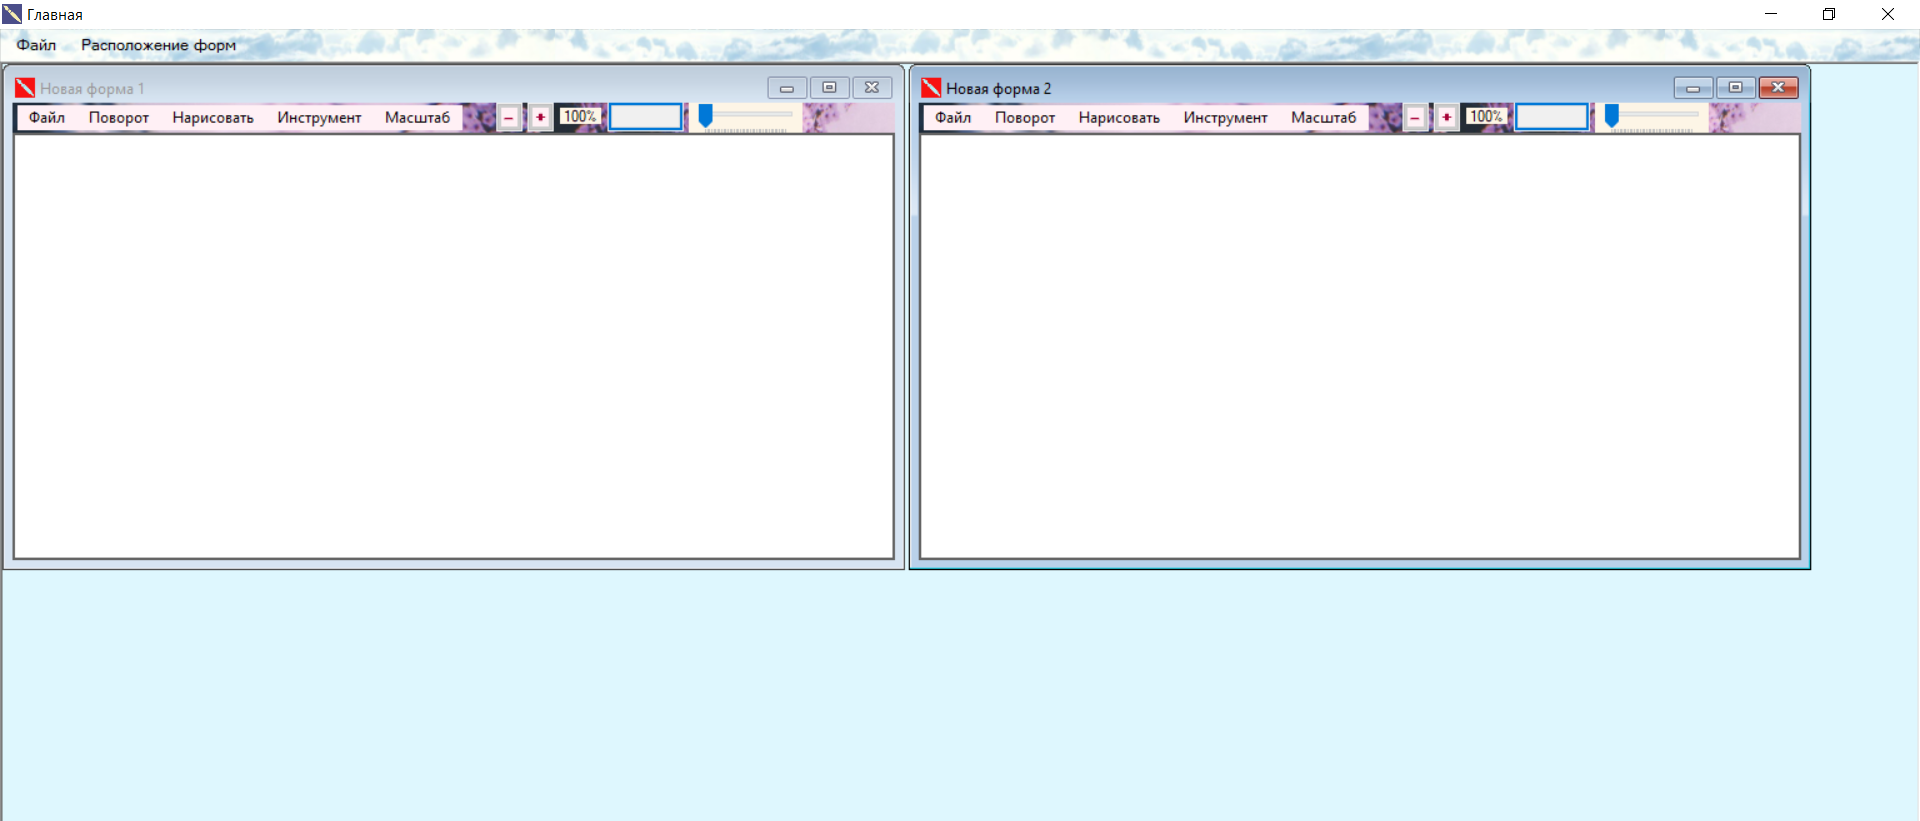 Главная
Файл Расположение форм
Новая форма 1
Файл Поворот Нарисовать Инструмент Масштаб - + 100%
Новая форма 2
Файл Поворот Нарисовать Инструмент Масштаб - + 100%